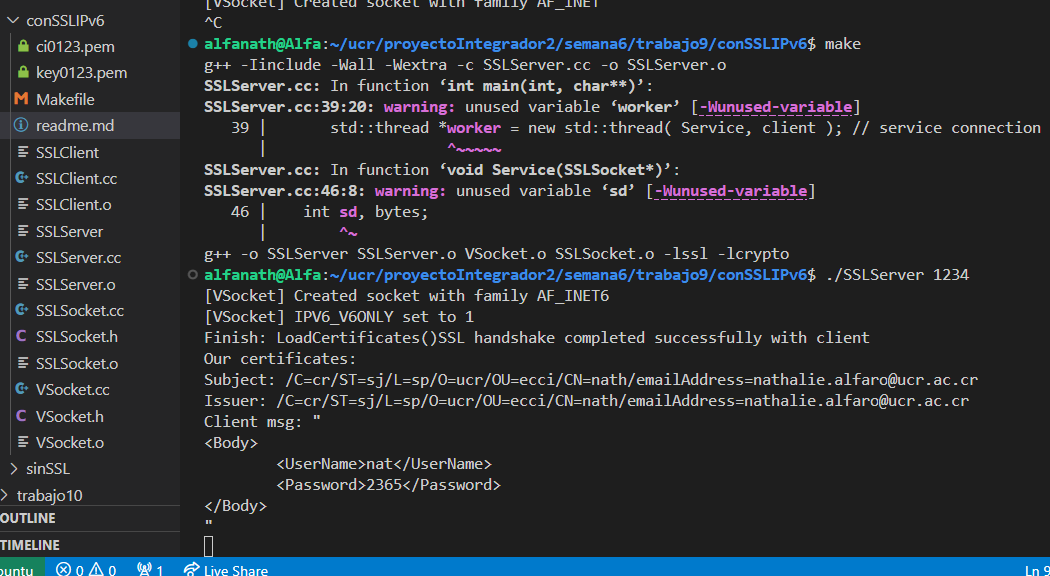 conSSLIPv6
ci0123.pem
key0123.pem
Makefile
readme.md
SSLClient
SSLClient.cc
SSLClient.o
SSLServer
SSLServer.cc
SSLServer.o
SSLSocket.cc
SSLSocket.h
SSLSocket.o
VSocket.cc
VSocket.h
VSocket.o
sinSSL
trabajo10
OUTLINE
TIMELINE
[VSocket] Created socket with family AF_INET
^C
alfanath@Alfa:~/ucr/proyectoIntegrador2/semana6/trabajo9/conSSLIPv6$ make
g++ -Iinclude -Wall -Wextra -c SSLServer.cc -o SSLServer.o
SSLServer.cc: In function ‘int main(int, char**)’:
SSLServer.cc:39:20: warning: unused variable ‘worker’ [-Wunused-variable]
39 | std::thread *worker = new std::thread( Service, client ); // service connection
| ^~~~~~
SSLServer.cc: In function ‘void Service(SSLSocket*)’:
SSLServer.cc:46:8: warning: unused variable ‘sd’ [-Wunused-variable]
46 | int sd, bytes;
| ^~
g++ -o SSLServer SSLServer.o VSocket.o SSLSocket.o -lssl -lcrypto
alfanath@Alfa:~/ucr/proyectoIntegrador2/semana6/trabajo9/conSSLIPv6$ ./SSLServer 1234
[VSocket] Created socket with family AF_INET6
[VSocket] IPV6_V6ONLY set to 1
Finish: LoadCertificates()SSL handshake completed successfully with client
Our certificates:
Subject: /C=cr/ST=sj/L=sp/O=ucr/OU=ecci/CN=nath/emailAddress=nathalie.alfaro@ucr.ac.cr
Issuer: /C=cr/ST=sj/L=sp/O=ucr/OU=ecci/CN=nath/emailAddress=nathalie.alfaro@ucr.ac.cr
Client msg: "
<Body>
<UserName>nat</UserName>
<Password>2365</Password>
</Body>
"
buntu 0 0 1 Live Share Ln 9